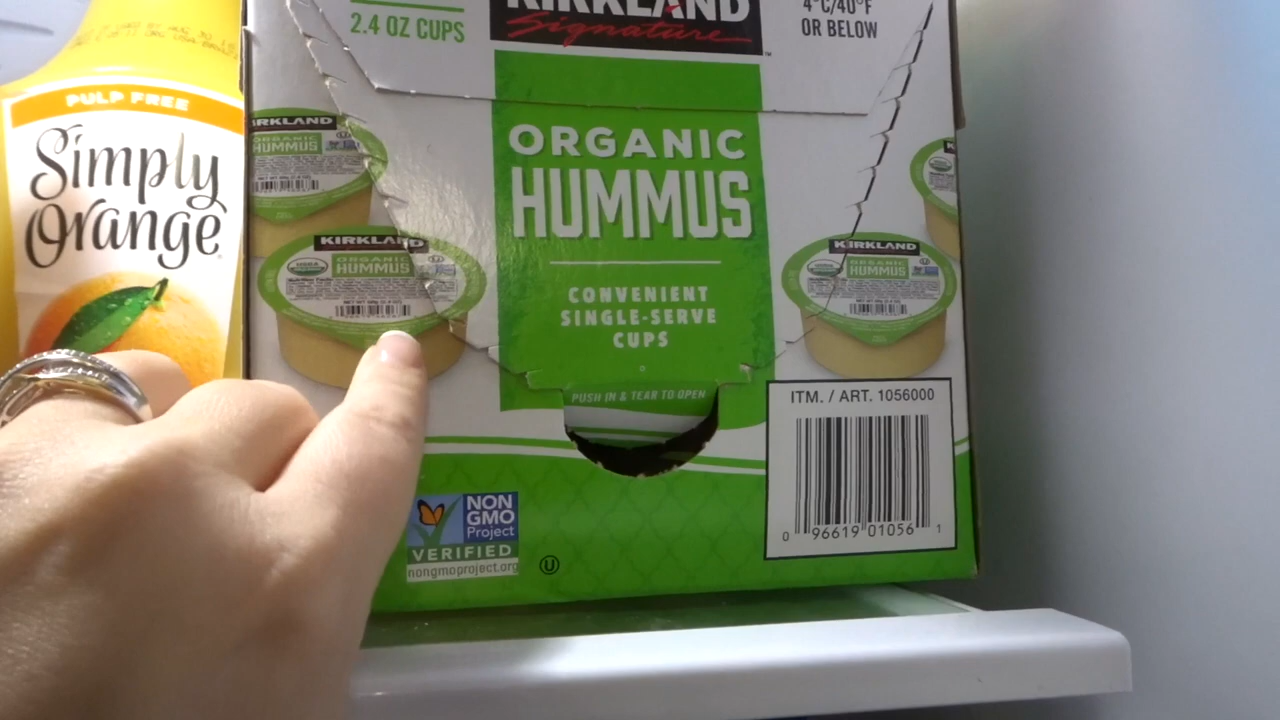 PULP FREE
Simply
Orange
2.4 OZ CUPS
KIRKLAND
Signature
4°C/40°F
OR BELOW
ORGANIC
HUMMUS
CONVENIENT
SINGLE-SERVE
CUPS
PUSH IN & TEAR TO OPEN
KIRKLAND
ORGANIC
HUMMUS
KIRKLAND
ORGANIC
HUMMUS
KIRKLAND
ORGANIC
HUMMUS
ITM. / ART. 1056000
0 96619 01056 1
NON
GMO
Project
VERIFIED
nongmoproject.org
U